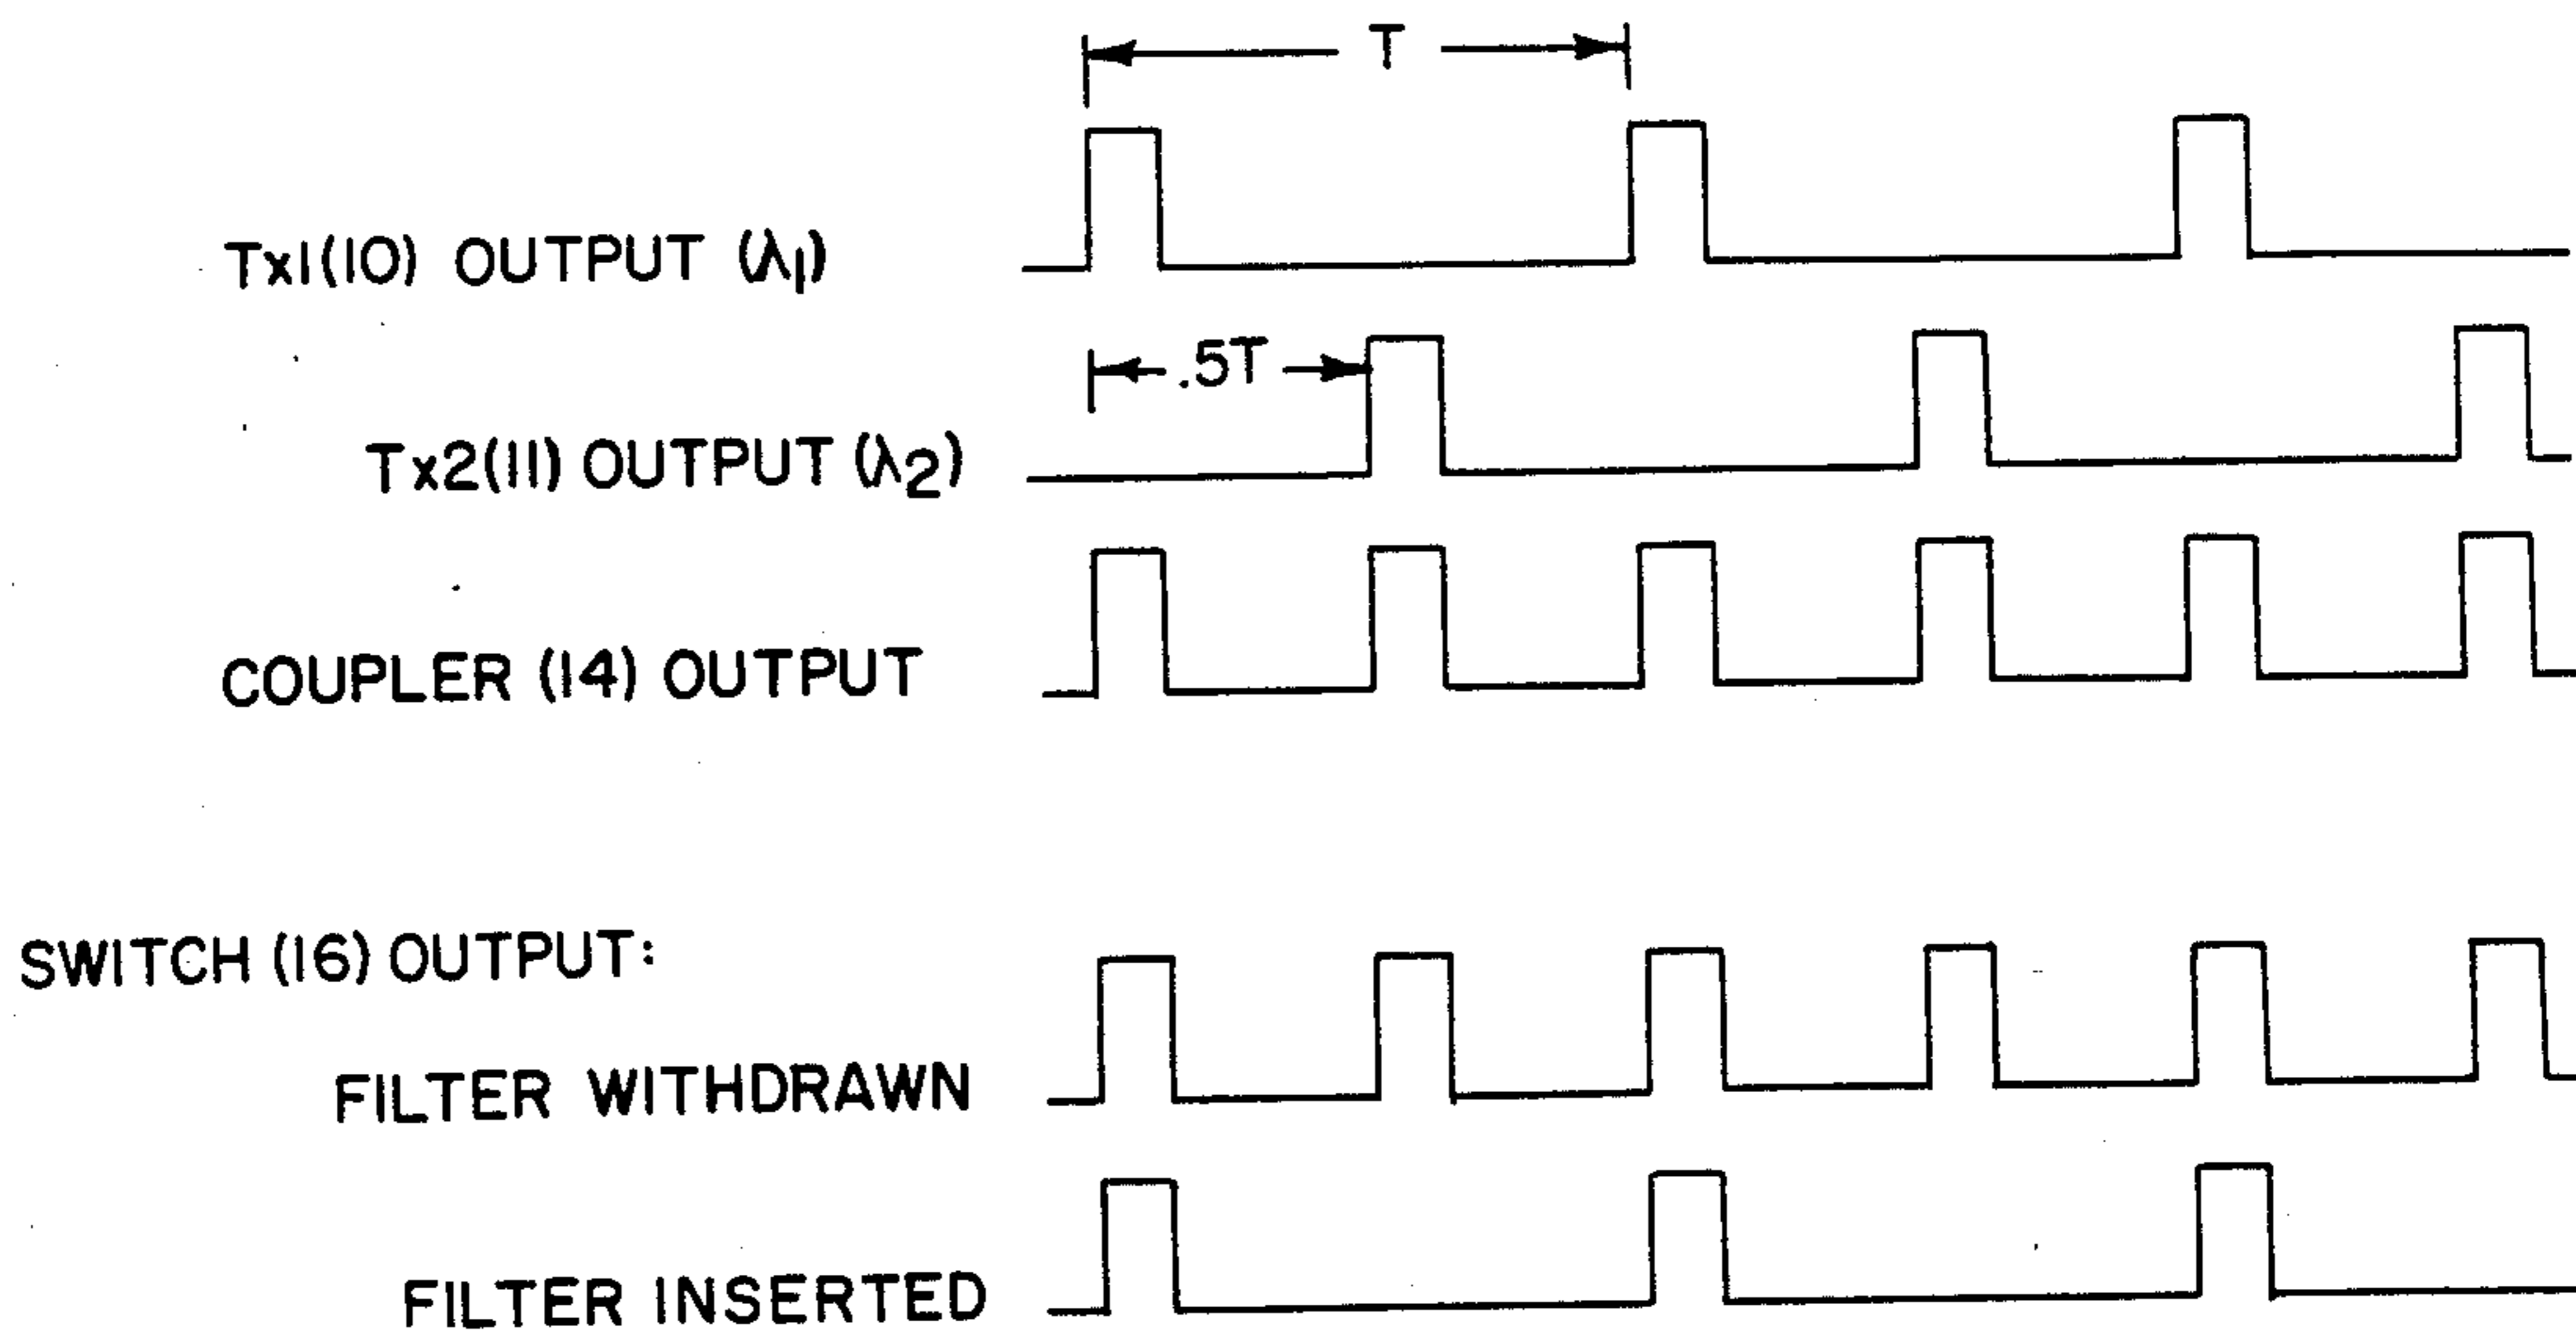 T
Tx1(10) OUTPUT (λ1)
.5T
Tx2(11) OUTPUT (λ2)
COUPLER (14) OUTPUT
SWITCH (16) OUTPUT:
FILTER WITHDRAWN
FILTER INSERTED